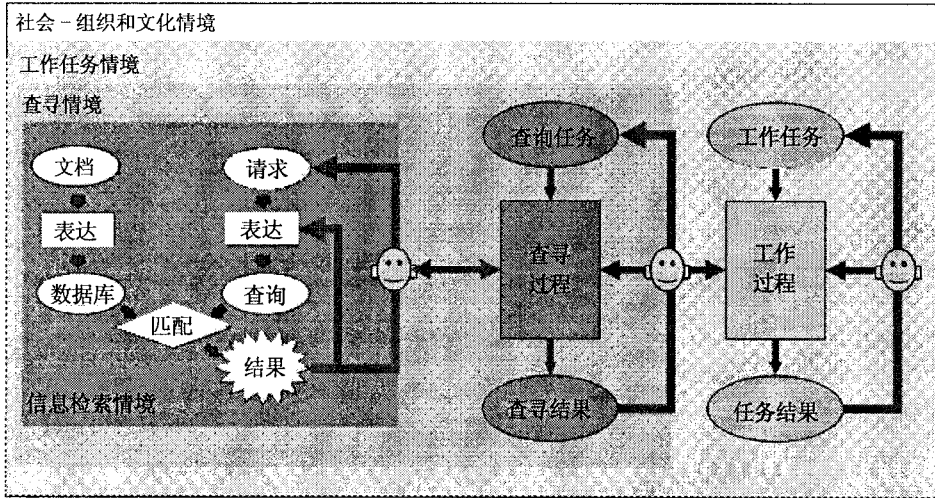 社会-组织和文化情境
工作任务情境
查寻情境
文档
表达
数据库
请求
表达
查询
匹配
结果
信息检索情境
查询任务
查寻
过程
查寻结果
工作任务
工作
过程
任务结果